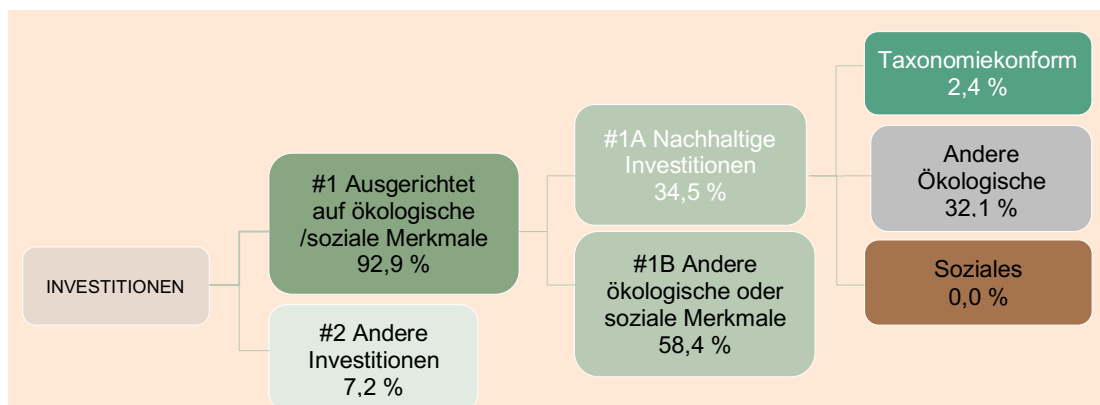 INVESTITIONEN
#1 Ausgerichtet
auf ökologische
/soziale Merkmale
92,9 %
#2 Andere
Investitionen
7,2 %
#1A Nachhaltige
Investitionen
34,5 %
#1B Andere
ökologische oder
soziale Merkmale
58,4 %
Taxonomiekonform
2,4 %
Andere
Ökologische
32,1 %
Soziales
0,0 %